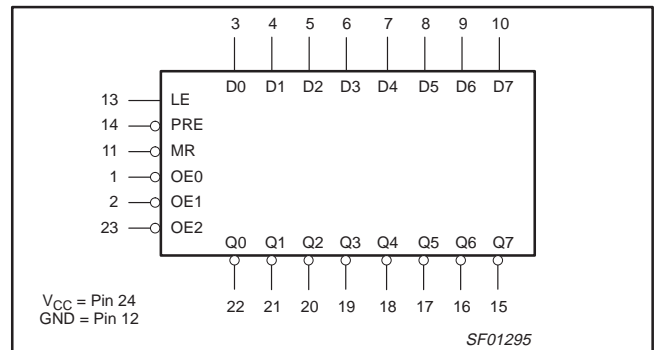 3 4 5 6 7 8 9 10
D0 D1 D2 D3 D4 D5 D6 D7
13 LE
14 PRE
11 MR
1 OE0
2 OE1
23 OE2
Q0 Q1 Q2 Q3 Q4 Q5 Q6 Q7
22 21 20 19 18 17 16 15
VCC = Pin 24
GND = Pin 12
SF01295